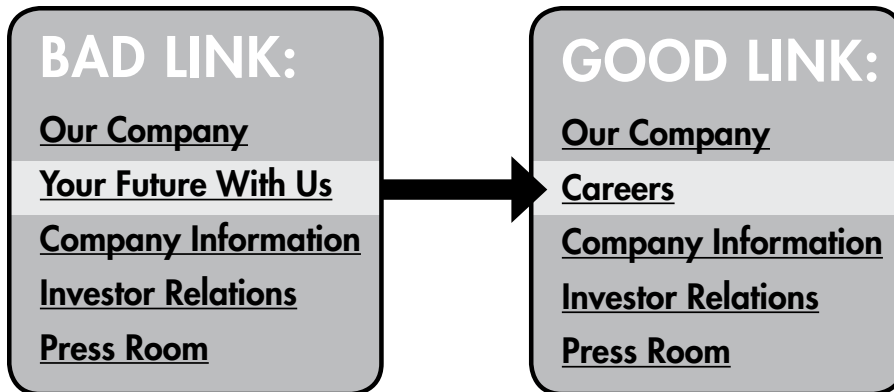 BAD LINK:
Our Company
Your Future With Us
Company Information
Investor Relations
Press Room
GOOD LINK:
Our Company
Careers
Company Information
Investor Relations
Press Room